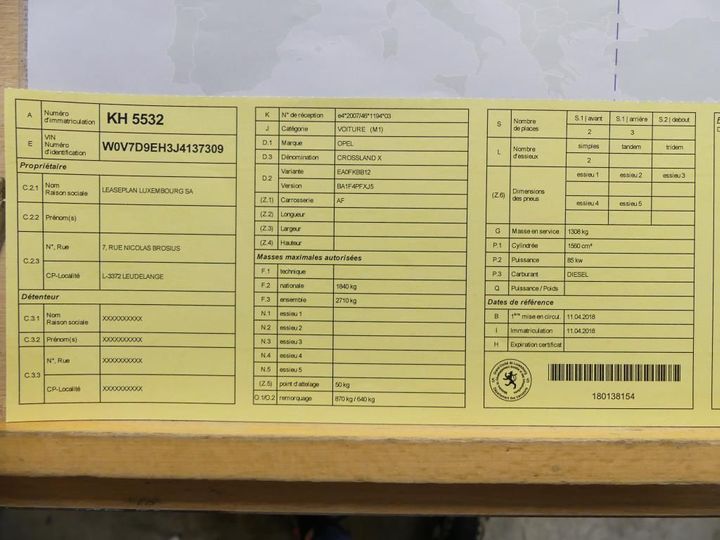 A Numéro d'immatriculation KH 5532
E VIN Numéro d'identification W0V7D9EH3J4137309
Propriétaire
C.2.1 Nom Raison sociale LEASEPLAN LUXEMBOURG SA
C.2.2 Prénom(s)
C.2.3 N°, Rue 7, RUE NICOLAS BROSIUS
CP-Localité L-3372 LEUDELANGE
Détenteur
C.3.1 Nom Raison sociale XXXXXXXXXX
C.3.2 Prénom(s) XXXXXXXXXX
C.3.3 N°, Rue XXXXXXXXXX
CP-Localité XXXXXXXXXX
K N° de réception e4*2007/46*1194*03
J Catégorie VOITURE (M1)
D.1 Marque OPEL
D.3 Dénomination CROSSLAND X
D.2 Variante EA0FKBB12
Version BA1F4PFXJ5
(Z.1) Carrosserie AF
(Z.2) Longueur
(Z.3) Largeur
(Z.4) Hauteur
Masses maximales autorisées
F.1 technique
F.2 nationale 1840 kg
F.3 ensemble 2710 kg
N.1 essieu 1
N.2 essieu 2
N.3 essieu 3
N.4 essieu 4
N.5 essieu 5
(Z.5) point d'attelage 50 kg
O.1/O.2 remorquage 870 kg / 640 kg
S Nombre de places S.1 | avant S.1 | arrière S.2 | debout
2 3
L Nombre d'essieux simples tandem tridem
2
(Z.6) Dimensions des pneus essieu 1 essieu 2 essieu 3
essieu 4 essieu 5
G Masse en service 1308 kg
P.1 Cylindrée 1560 cm³
P.2 Puissance 85 kw
P.3 Carburant DIESEL
Q Puissance / Poids
Dates de référence
B 1ère mise en circul. 11.04.2018
I Immatriculation 11.04.2018
H Expiration certificat
180138154